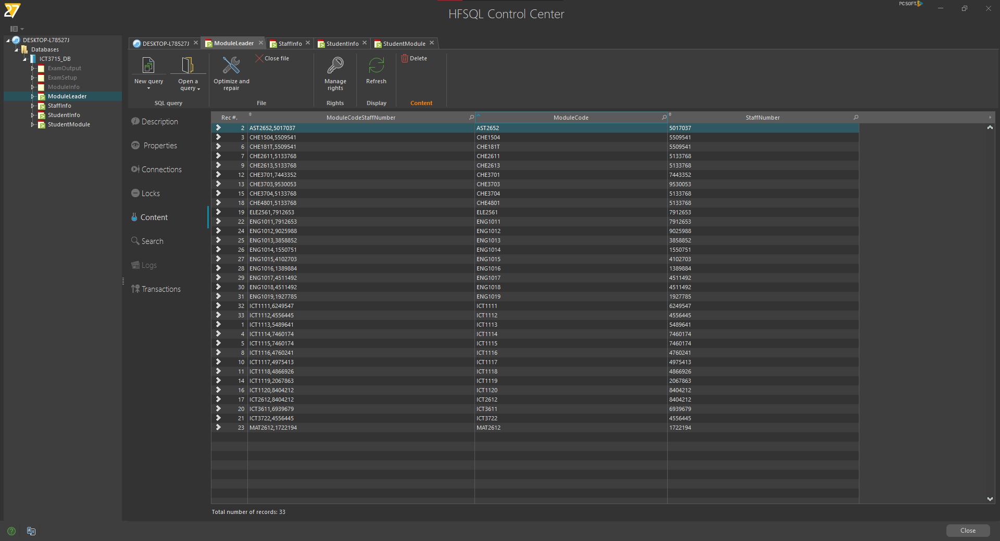 27
HFSQL Control Center
PC SOFT
DESKTOP-L78527J
Databases
ICT3715_DB
ExamOutput
ExamSetup
ModuleInfo
ModuleLeader
StaffInfo
StudentInfo
StudentModule
DESKTOP-L78527J ModuleLeader StaffInfo StudentInfo StudentModule
New query
Open a query
SQL query
Optimize and repair
Close file
File
Manage rights
Rights
Refresh
Display
Delete
Content
Description
Properties
Connections
Locks
Content
Search
Logs
Transactions
Rec #. ModuleCodeStaffNumber ModuleCode StaffNumber
2 AST2652,5017037 AST2652 5017037
3 CHE1504,5509541 CHE1504 5509541
6 CHE181T,5509541 CHE181T 5509541
7 CHE2611,5133768 CHE2611 5133768
9 CHE2613,5133768 CHE2613 5133768
12 CHE3701,7443352 CHE3701 7443352
13 CHE3703,9530053 CHE3703 9530053
15 CHE3704,5133768 CHE3704 5133768
18 CHE4801,5133768 CHE4801 5133768
19 ELE2561,7912653 ELE2561 7912653
22 ENG1011,7912653 ENG1011 7912653
24 ENG1012,9025988 ENG1012 9025988
25 ENG1013,3858852 ENG1013 3858852
26 ENG1014,1550751 ENG1014 1550751
27 ENG1015,4102703 ENG1015 4102703
28 ENG1016,1389884 ENG1016 1389884
29 ENG1017,4511492 ENG1017 4511492
30 ENG1018,4511492 ENG1018 4511492
31 ENG1019,1927785 ENG1019 1927785
32 ICT1111,6249547 ICT1111 6249547
33 ICT1112,4556445 ICT1112 4556445
1 ICT1113,5489641 ICT1113 5489641
4 ICT1114,7460174 ICT1114 7460174
5 ICT1115,7460174 ICT1115 7460174
8 ICT1116,4760241 ICT1116 4760241
10 ICT1117,4975413 ICT1117 4975413
11 ICT1118,4866926 ICT1118 4866926
14 ICT1119,2067863 ICT1119 2067863
16 ICT1120,8404212 ICT1120 8404212
17 ICT2612,8404212 ICT2612 8404212
20 ICT3611,6939679 ICT3611 6939679
21 ICT3722,4556445 ICT3722 4556445
23 MAT2612,1722194 MAT2612 1722194
Total number of records: 33
Close